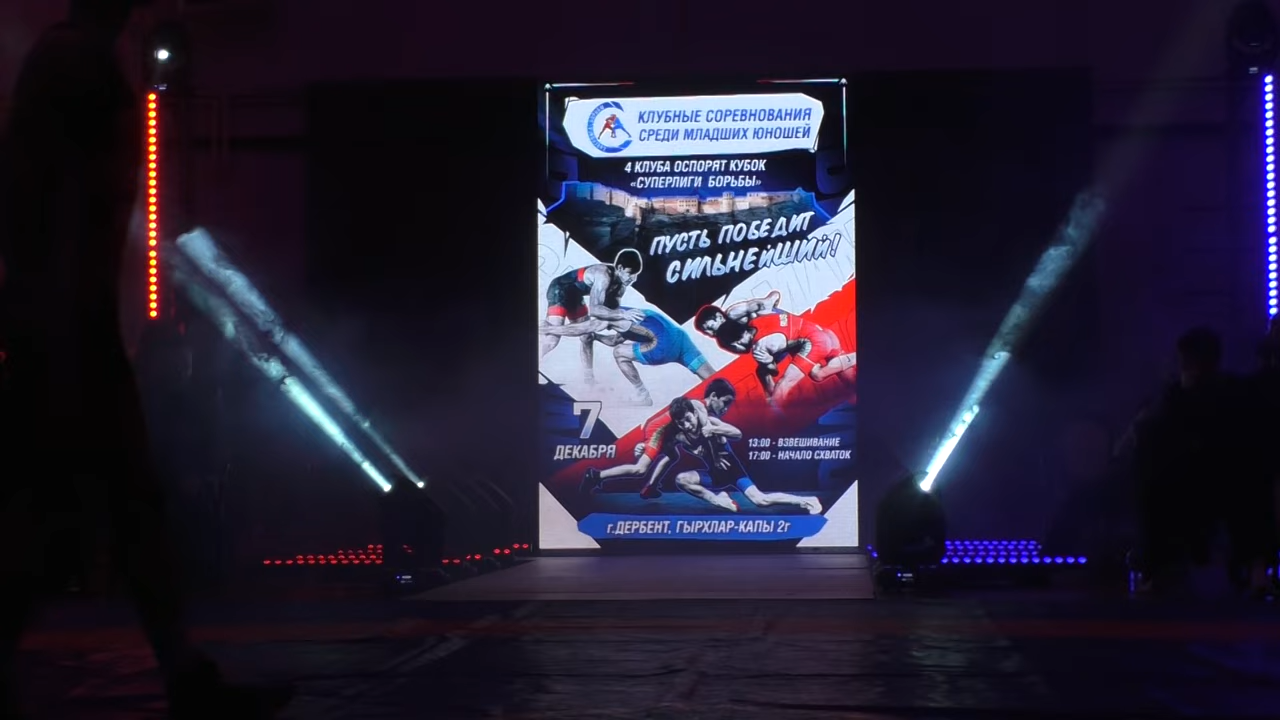 КЛУБНЫЕ СОРЕВНОВАНИЯ
СРЕДИ МЛАДШИХ ЮНОШЕЙ
4 КЛУБА ОСПОРЯТ КУБОК
«СУПЕРЛИГИ БОРЬБЫ»
ПУСТЬ ПОБЕДИТ
СИЛЬНЕЙШИЙ!
7
ДЕКАБРЯ
13:00 - ВЗВЕШИВАНИЕ
17:00 - НАЧАЛО СХВАТОК
г.ДЕРБЕНТ, ГЫРХЛАР-КАПЫ 2г